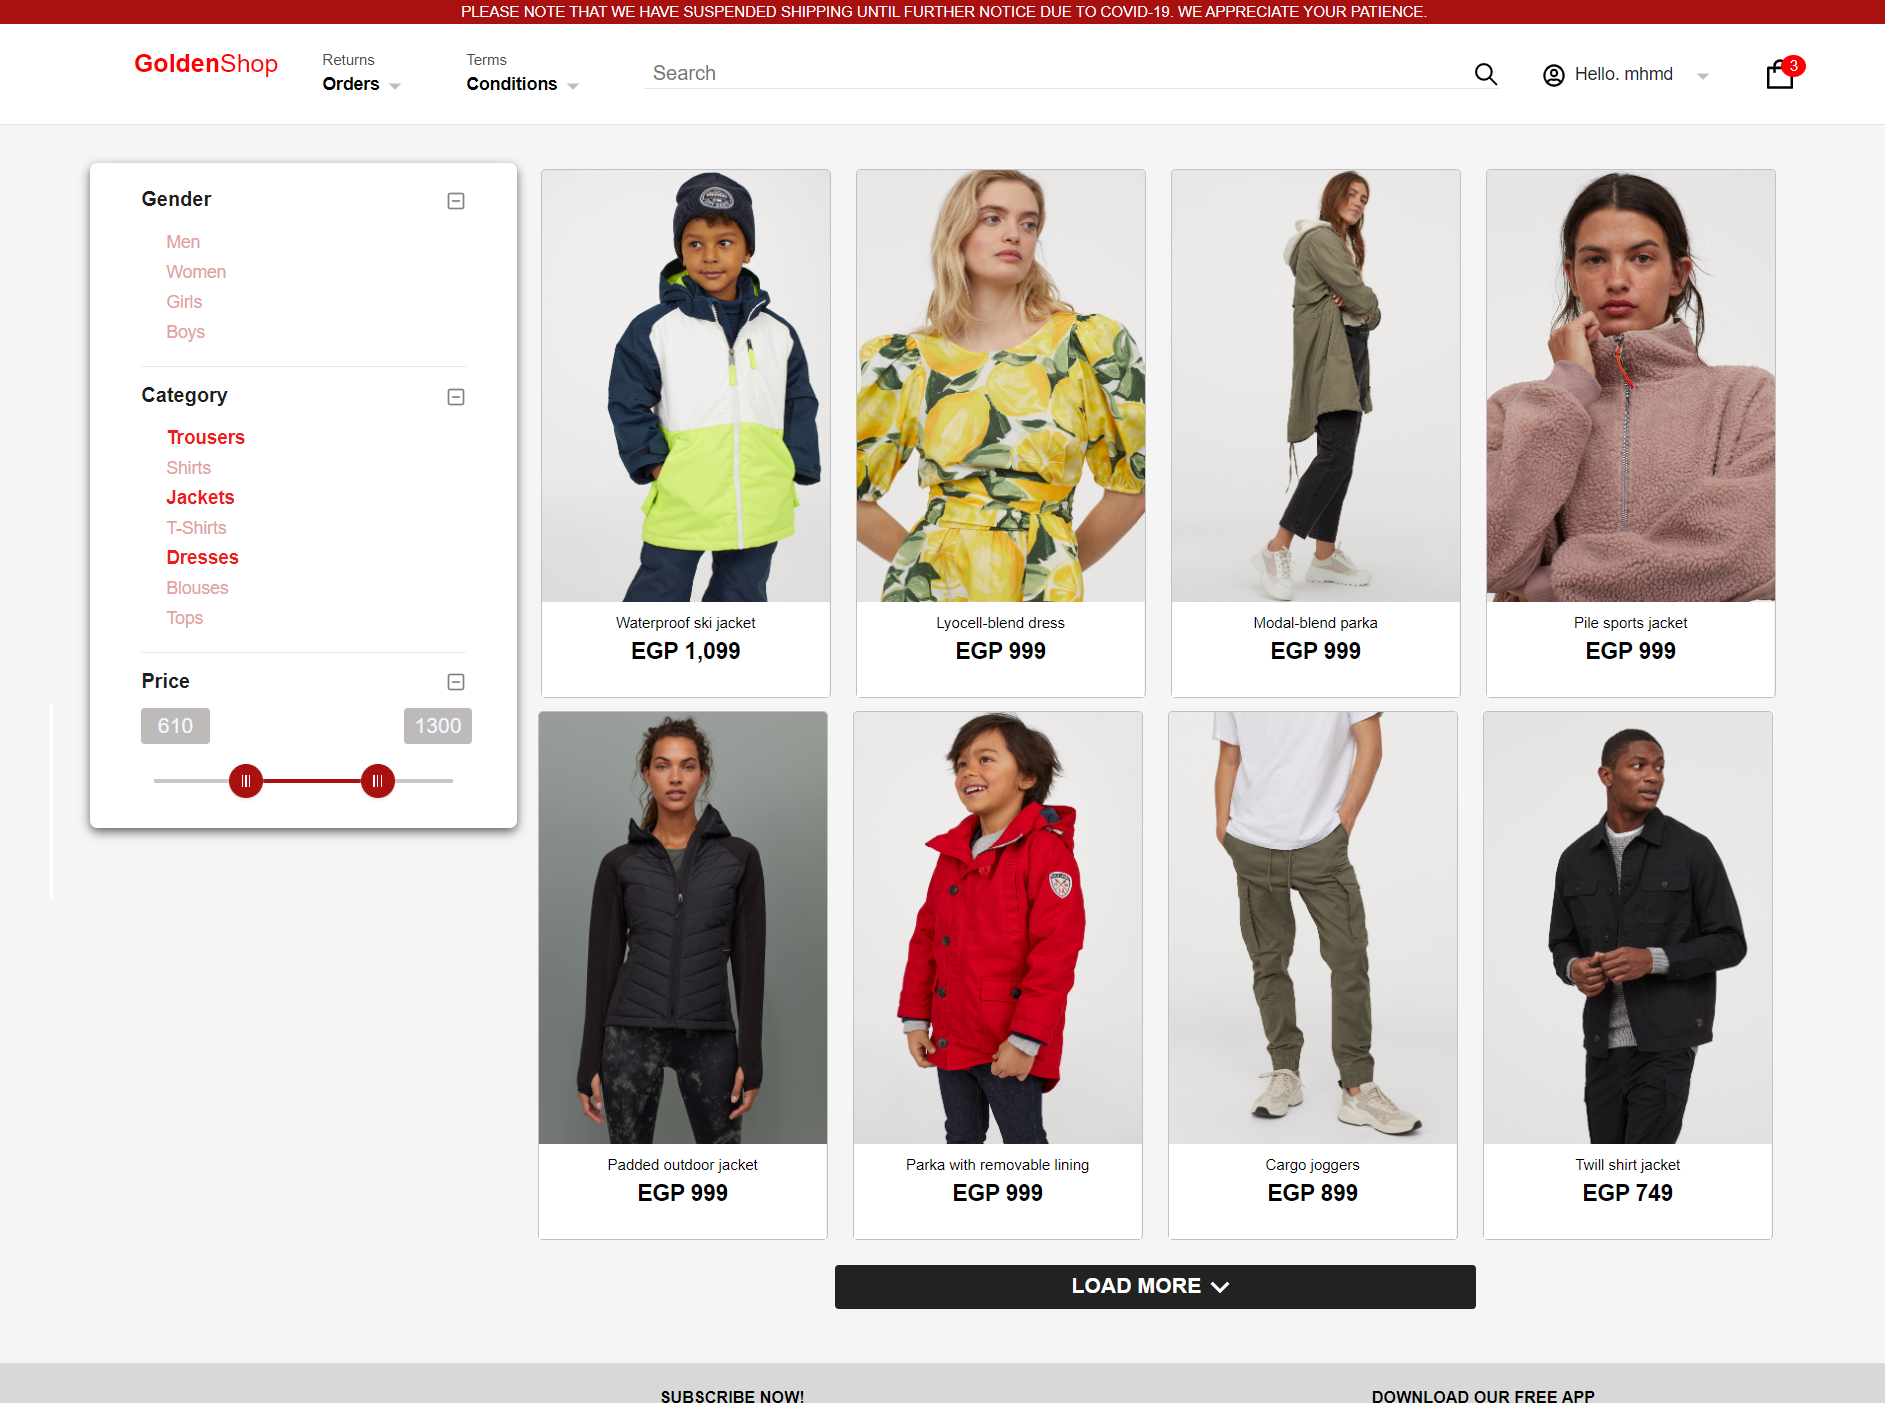 PLEASE NOTE THAT WE HAVE SUSPENDED SHIPPING UNTIL FURTHER NOTICE DUE TO COVID-19. WE APPRECIATE YOUR PATIENCE.
GoldenShop
Returns
Orders
Terms
Conditions
Search
Hello. mhmd
3
Gender
Men
Women
Girls
Boys
Category
Trousers
Shirts
Jackets
T-Shirts
Dresses
Blouses
Tops
Price
610
1300
Waterproof ski jacket
EGP 1,099
Lyocell-blend dress
EGP 999
Modal-blend parka
EGP 999
Pile sports jacket
EGP 999
Padded outdoor jacket
EGP 999
Parka with removable lining
EGP 999
Cargo joggers
EGP 899
Twill shirt jacket
EGP 749
LOAD MORE
SUBSCRIBE NOW!
DOWNLOAD OUR FREE APP